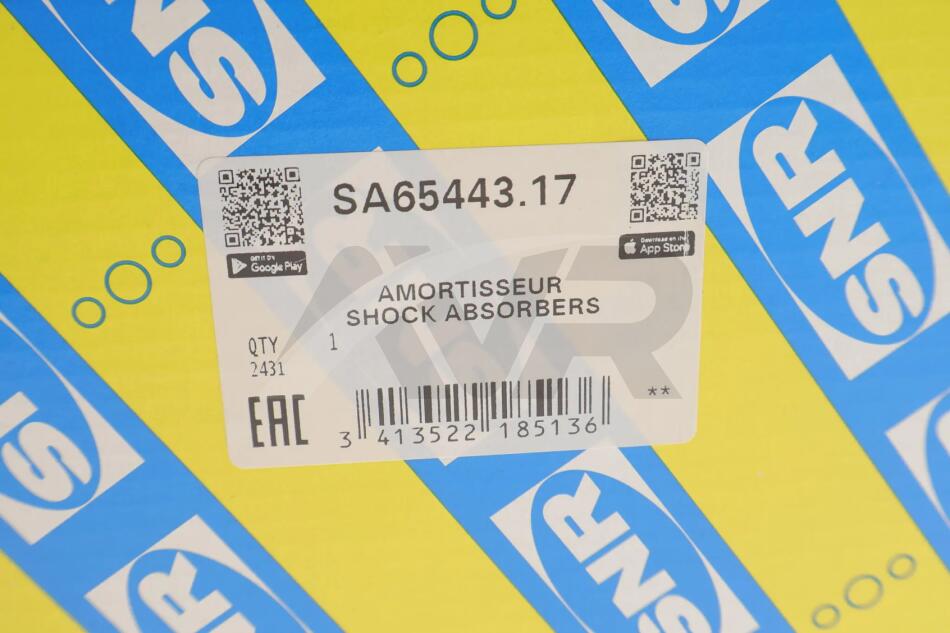 SNR
SNR
SA65443.17
GET IT ON
Google Play
Download on the
App Store
AMORTISSEUR
SHOCK ABSORBERS
QTY 1
2431
EAC
**
3 413522 185136
SNR
SNR